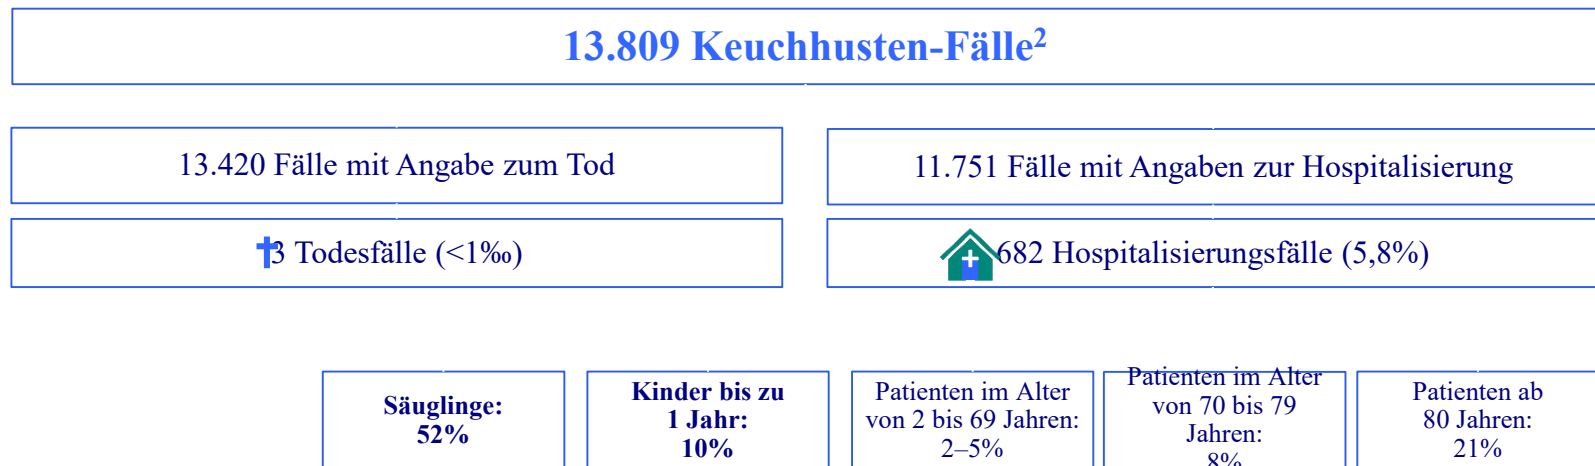 13.809 Keuchhusten-Fälle²
13.420 Fälle mit Angabe zum Tod
11.751 Fälle mit Angaben zur Hospitalisierung
3 Todesfälle (<1‰)
682 Hospitalisierungsfälle (5,8%)
Säuglinge:
52%
Kinder bis zu
1 Jahr:
10%
Patienten im Alter
von 2 bis 69 Jahren:
2–5%
Patienten im Alter
von 70 bis 79
Jahren:
8%
Patienten ab
80 Jahren:
21%